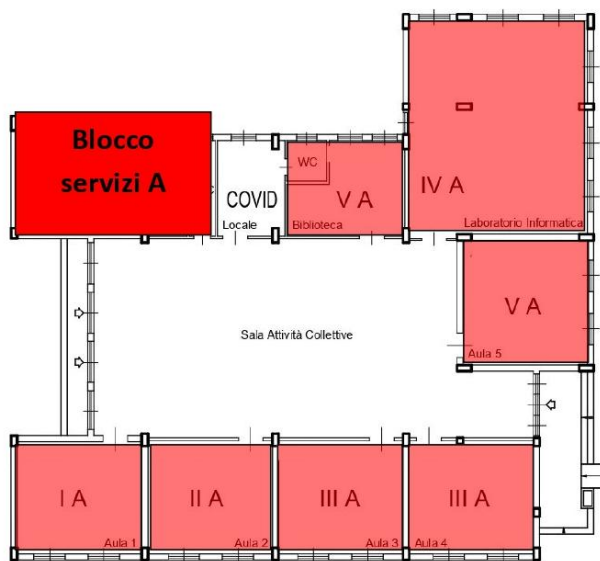 Blocco
servizi A
WC
COVID
Locale
V A
Biblioteca
IV A
Laboratorio Informatica
V A
Aula 5
Sala Attività Collettive
I A
Aula 1
II A
Aula 2
III A
Aula 3
III A
Aula 4